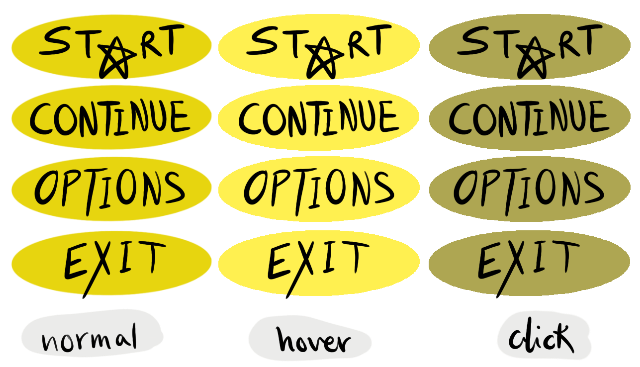 START START START
CONTINUE CONTINUE CONTINUE
OPTIONS OPTIONS OPTIONS
EXIT EXIT EXIT
normal hover click